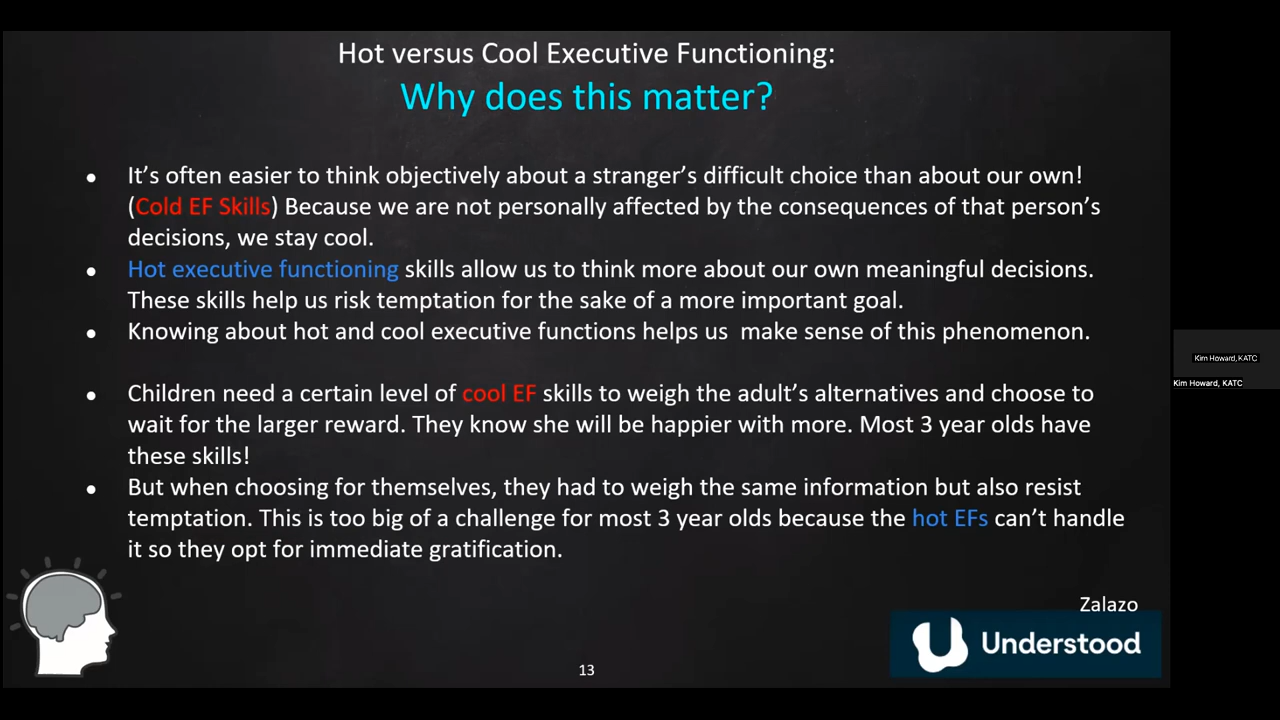 Hot versus Cool Executive Functioning:
Why does this matter?
● It's often easier to think objectively about a stranger's difficult choice than about our own!
(Cold EF Skills) Because we are not personally affected by the consequences of that person's
decisions, we stay cool.
● Hot executive functioning skills allow us to think more about our own meaningful decisions.
These skills help us risk temptation for the sake of a more important goal.
● Knowing about hot and cool executive functions helps us make sense of this phenomenon.
● Children need a certain level of cool EF skills to weigh the adult's alternatives and choose to
wait for the larger reward. They know she will be happier with more. Most 3 year olds have
these skills!
● But when choosing for themselves, they had to weigh the same information but also resist
temptation. This is too big of a challenge for most 3 year olds because the hot EFs can't handle
it so they opt for immediate gratification.
Zalazo
Understood
13
Kim Howard, KATC
Kim Howard, KATC